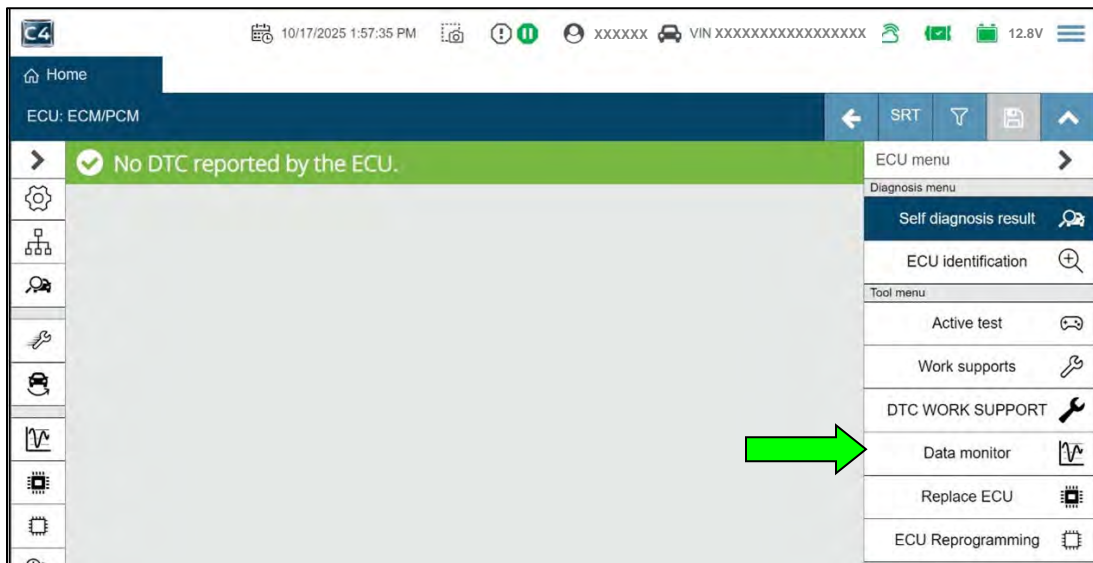 C4
10/17/2025 1:57:35 PM
XXXXXX
VIN XXXXXXXXXXXXXXXXX
12.8V
Home
ECU: ECM/PCM
SRT
No DTC reported by the ECU.
ECU menu
Diagnosis menu
Self diagnosis result
ECU identification
Tool menu
Active test
Work supports
DTC WORK SUPPORT
Data monitor
Replace ECU
ECU Reprogramming